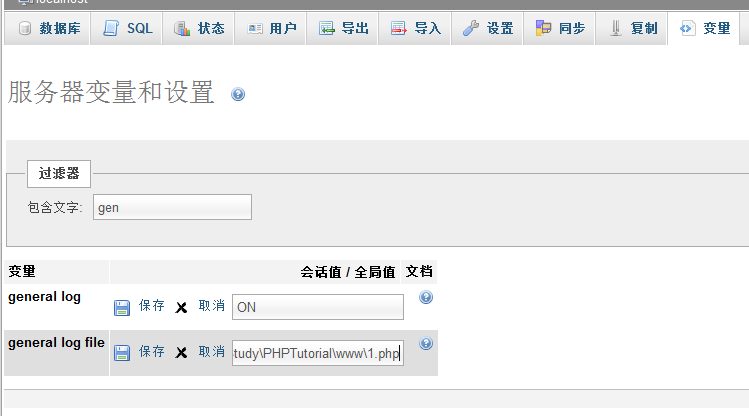 localhost
数据库 SQL 状态 用户 导出 导入 设置 同步 复制 变量
服务器变量和设置
过滤器
包含文字: gen
变量 会话值 / 全局值 文档
general log 保存 取消 ON
general log file 保存 取消 study\PHPTutorial\www\1.php